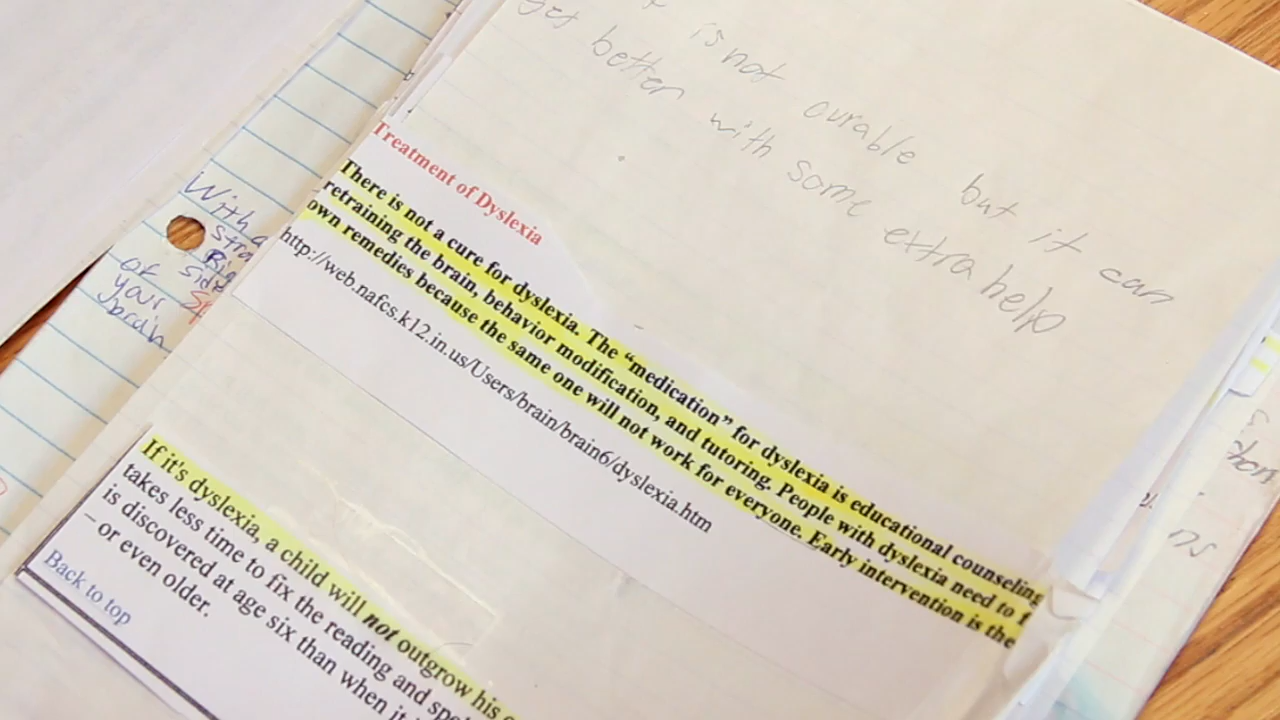 is not curable but it can
get better with some extra help
Treatment of Dyslexia
There is not a cure for dyslexia. The “medication” for dyslexia is educational counseling
retraining the brain, behavior modification, and tutoring. People with dyslexia need to
own remedies because the same one will not work for everyone. Early intervention is the
http://web.nafcs.k12.in.us/Users/brain/brain6/dyslexia.htm
If it's dyslexia, a child will not outgrow his
takes less time to fix the reading and
is discovered at age six than when it
– or even older.
Back to top
With
side
of
your
brain